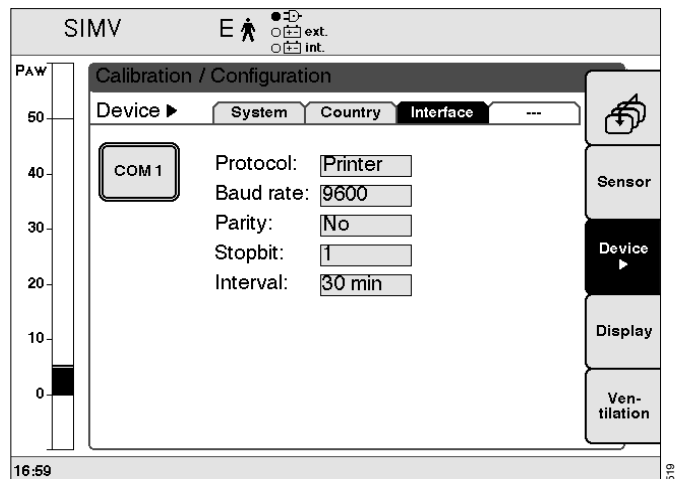 SIMV E ext.
int.
PAW
Calibration / Configuration
Device ▶ System Country Interface ---
COM 1
Protocol: Printer
Baud rate: 9600
Parity: No
Stopbit: 1
Interval: 30 min
50
40
30
20
10
0
Sensor
Device
▶
Display
Ven-
tilation
16:59
519